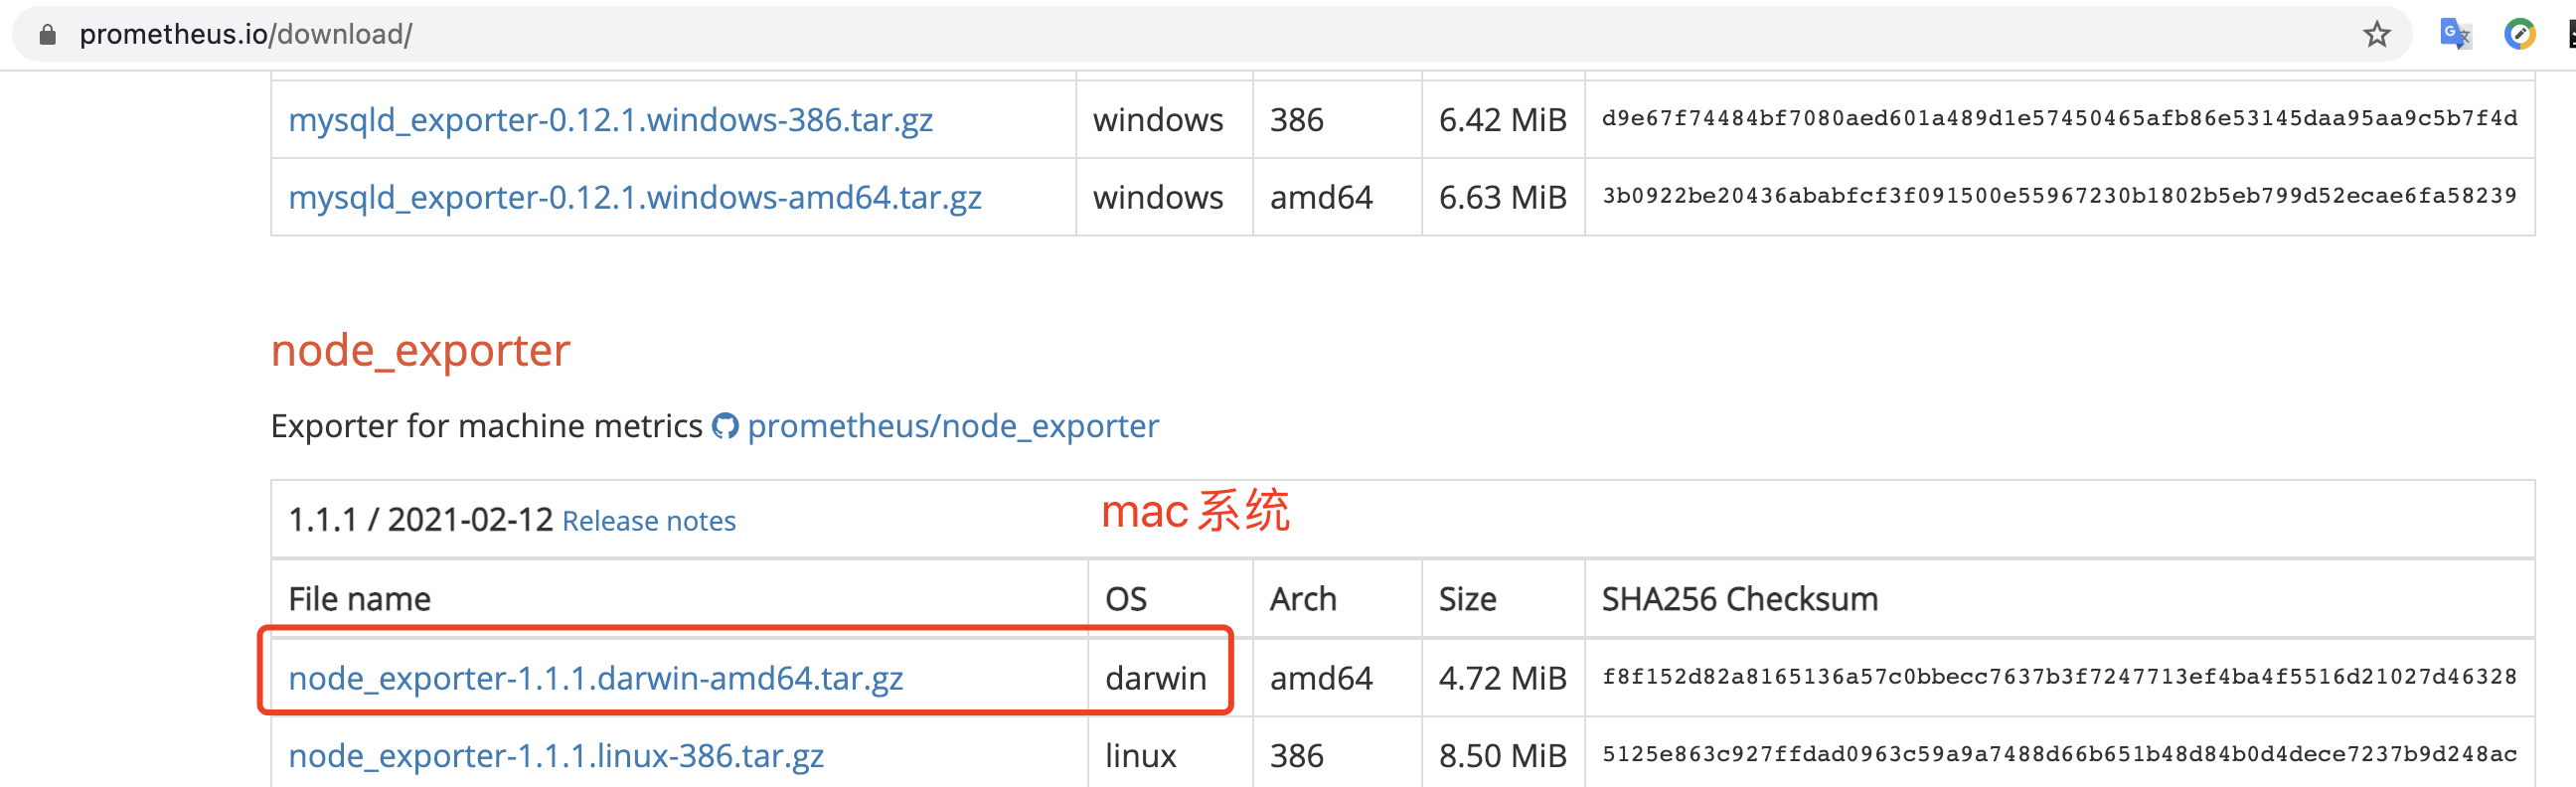 prometheus.io/download/
mysqld_exporter-0.12.1.windows-386.tar.gz windows 386 6.42 MiB d9e67f74484bf7080aed601a489d1e57450465afb86e53145daa95aa9c5b7f4d
mysqld_exporter-0.12.1.windows-amd64.tar.gz windows amd64 6.63 MiB 3b0922be20436ababfcf3f091500e55967230b1802b5eb799d52ecae6fa58239
node_exporter
Exporter for machine metrics prometheus/node_exporter
1.1.1 / 2021-02-12 Release notes mac系统
File name OS Arch Size SHA256 Checksum
node_exporter-1.1.1.darwin-amd64.tar.gz darwin amd64 4.72 MiB f8f152d82a8165136a57c0bbecc7637b3f7247713ef4ba4f5516d21027d46328
node_exporter-1.1.1.linux-386.tar.gz linux 386 8.50 MiB 5125e863c927ffdad0963c59a9a7488d66b651b48d84b0d4dece7237b9d248ac